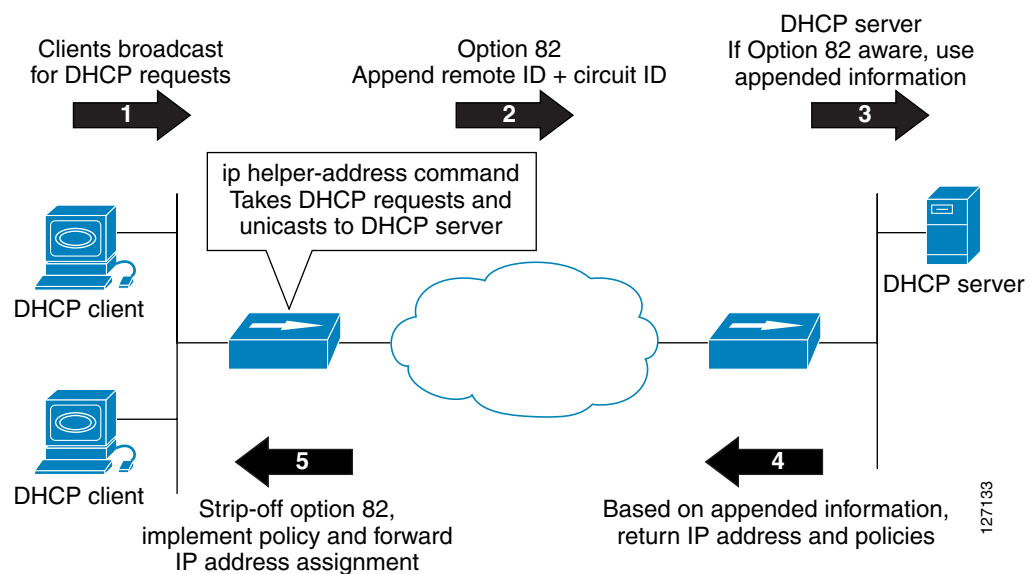 Clients broadcast
for DHCP requests
1
Option 82
Append remote ID + circuit ID
2
DHCP server
If Option 82 aware, use
appended information
3
ip helper-address command
Takes DHCP requests and
unicasts to DHCP server
DHCP client
DHCP server
DHCP client
5
Strip-off option 82,
implement policy and forward
IP address assignment
4
Based on appended information,
return IP address and policies
127133